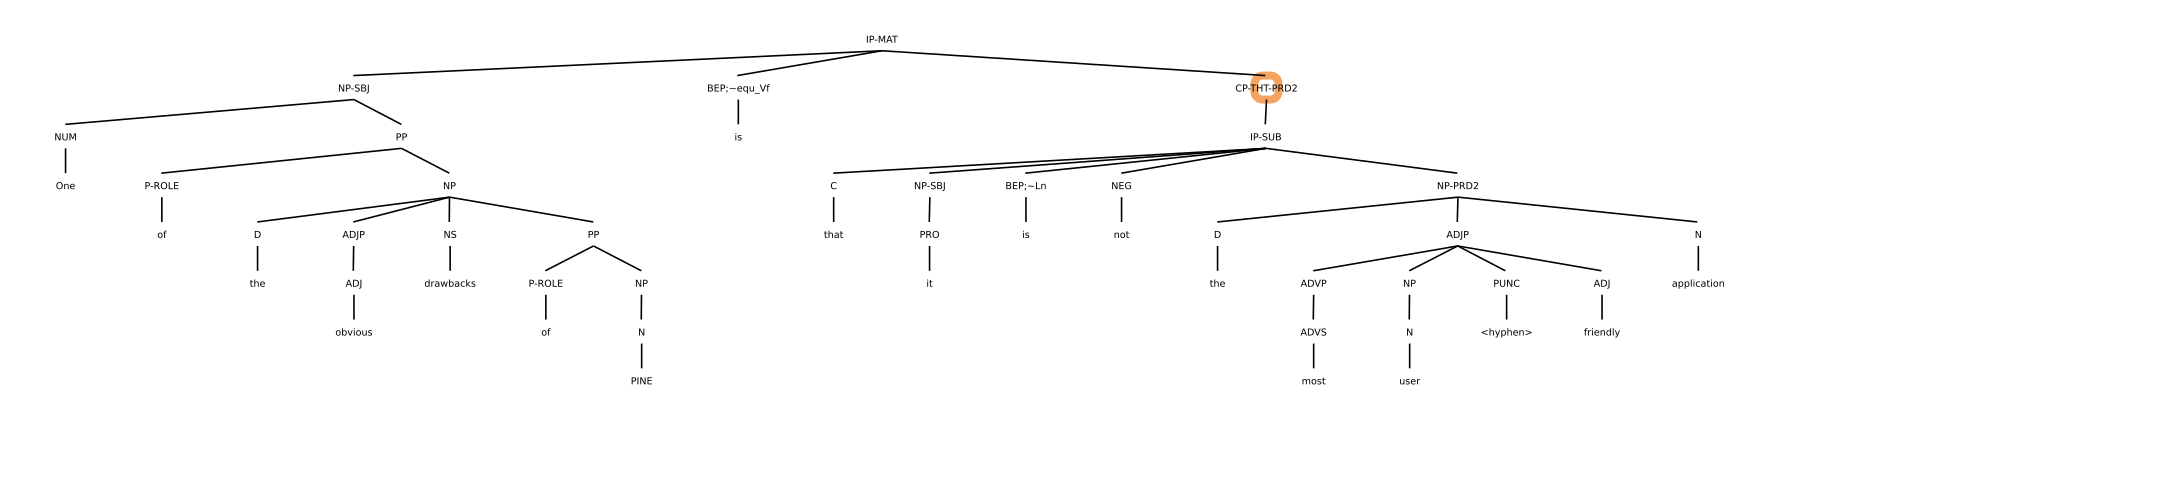 IP-MAT
NP-SBJ BEP;~equ_Vf CP-THT-PRD2
NUM PP is IP-SUB
One P-ROLE NP C NP-SBJ BEP;~Ln NEG NP-PRD2
of D ADJP NS PP that PRO is not D ADJP N
the ADJ drawbacks P-ROLE NP it the ADVP NP PUNC ADJ application
obvious of N ADVS N <hyphen> friendly
PINE most user